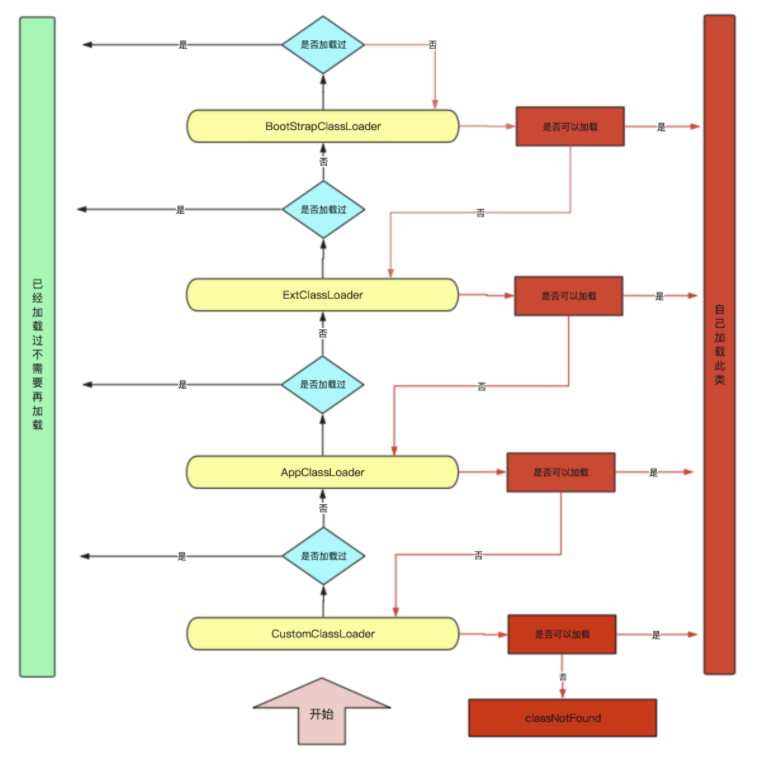 是否加载过
是
否
BootStrapClassLoader
是否可以加载
是
否
是否加载过
是
否
ExtClassLoader
是否可以加载
是
否
是否加载过
是
否
AppClassLoader
是否可以加载
是
否
是否加载过
是
否
CustomClassLoader
是否可以加载
是
否
classNotFound
开始
已经加载过不需要再加载
自己加载此类